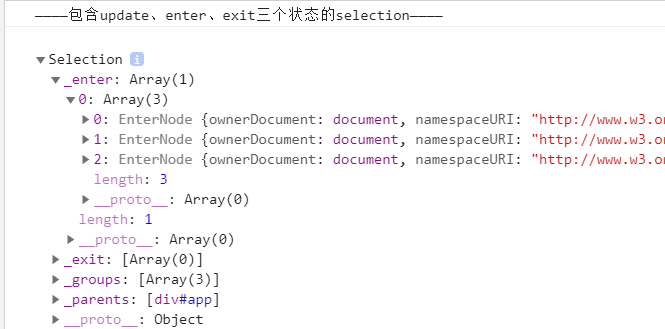 ————包含update、enter、exit三个状态的selection————
▼Selection i
▼_enter: Array(1)
▼0: Array(3)
▶0: EnterNode {ownerDocument: document, namespaceURI: "http://www.w3.o
▶1: EnterNode {ownerDocument: document, namespaceURI: "http://www.w3.o
▶2: EnterNode {ownerDocument: document, namespaceURI: "http://www.w3.o
length: 3
▶__proto__: Array(0)
length: 1
▶__proto__: Array(0)
▶_exit: [Array(0)]
▶_groups: [Array(3)]
▶_parents: [div#app]
▶__proto__: Object